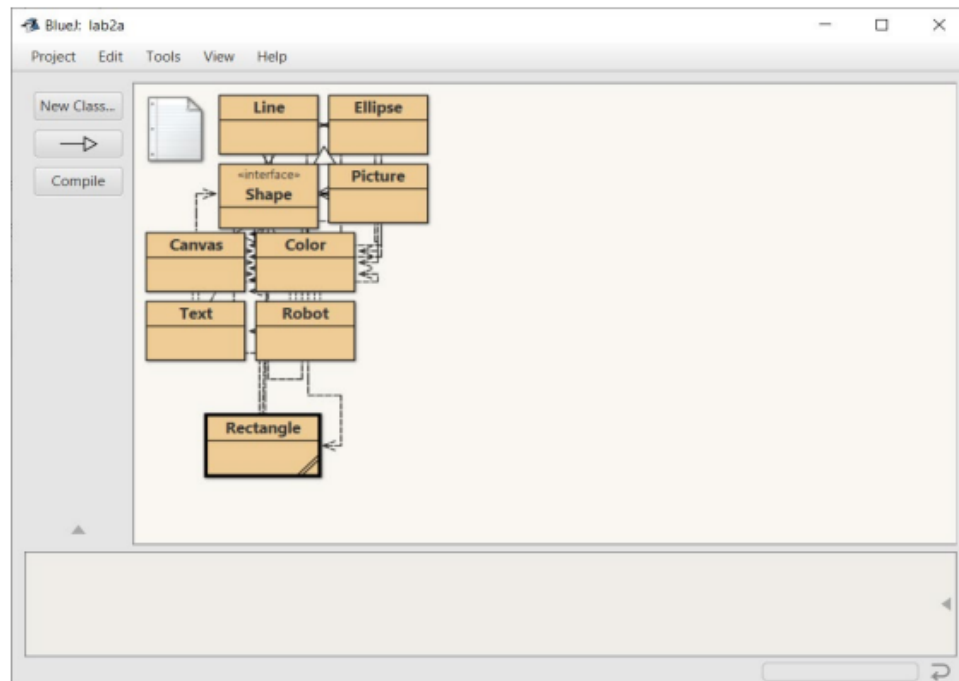 BlueJ: lab2a
Project Edit Tools View Help
New Class...
Compile
Line
Ellipse
«interface»
Shape
Picture
Canvas
Color
Text
Robot
Rectangle